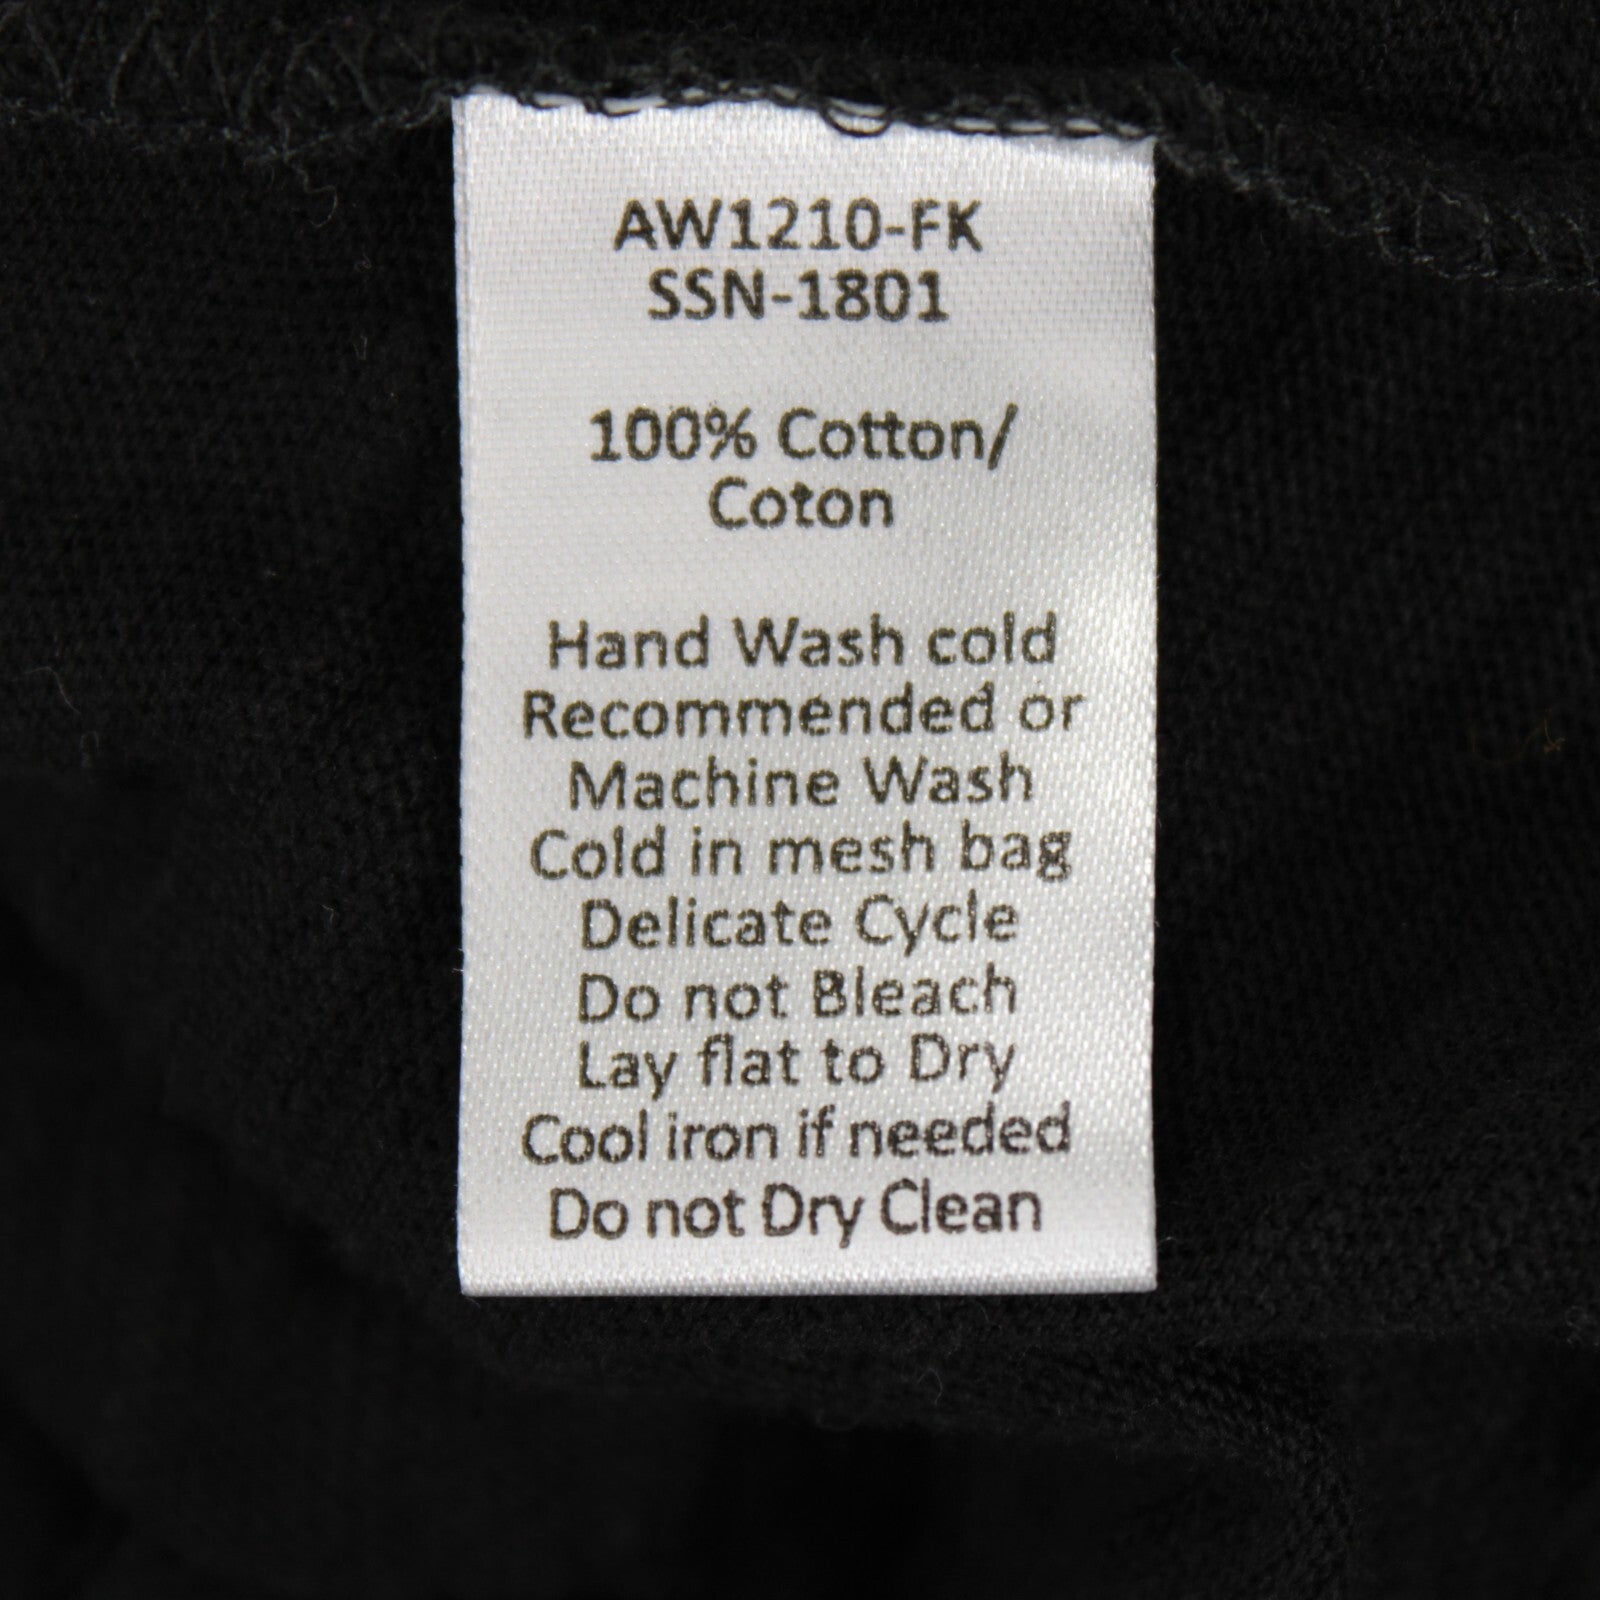 AW1210-FK
SSN-1801
100% Cotton/
Coton
Hand Wash cold
Recommended or
Machine Wash
Cold in mesh bag
Delicate Cycle
Do not Bleach
Lay flat to Dry
Cool iron if needed
Do not Dry Clean